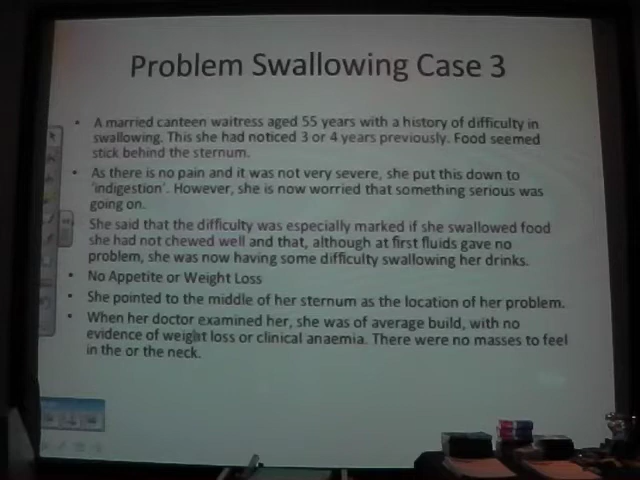 Problem Swallowing Case 3
• A married canteen waitress aged 55 years with a history of difficulty in
swallowing. This she had noticed 3 or 4 years previously. Food seemed
stick behind the sternum.
• As there is no pain and it was not very severe, she put this down to
'indigestion'. However, she is now worried that something serious was
going on.
She said that the difficulty was especially marked if she swallowed food
she had not chewed well and that, although at first fluids gave no
problem, she was now having some difficulty swallowing her drinks.
• No Appetite or Weight Loss
• She pointed to the middle of her sternum as the location of her problem.
• When her doctor examined her, she was of average build, with no
evidence of weight loss or clinical anaemia. There were no masses to feel
in the or the neck.